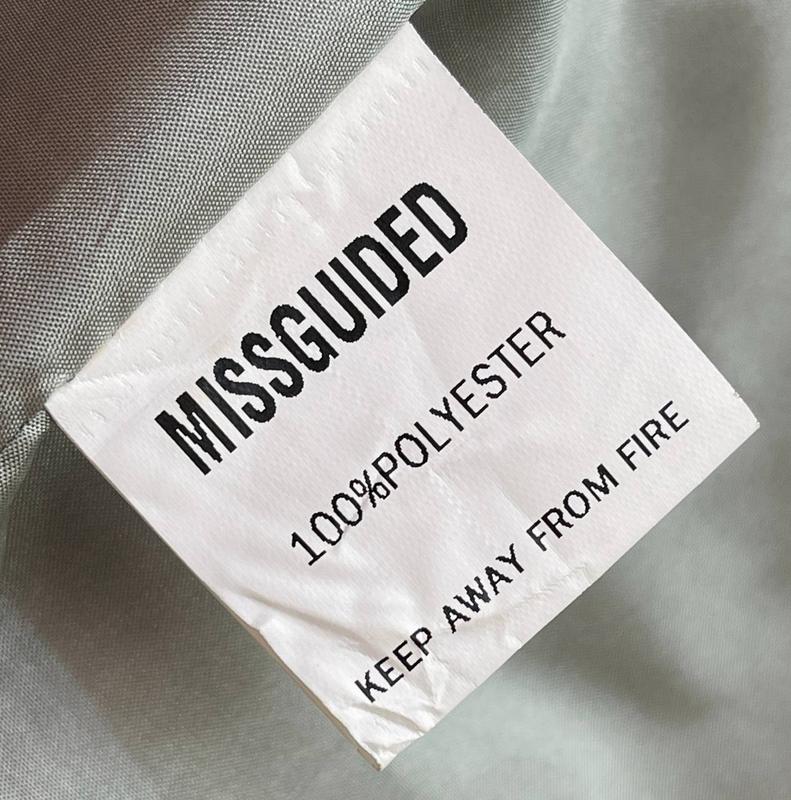 MISSGUIDED
100%POLYESTER
KEEP AWAY FROM FIRE